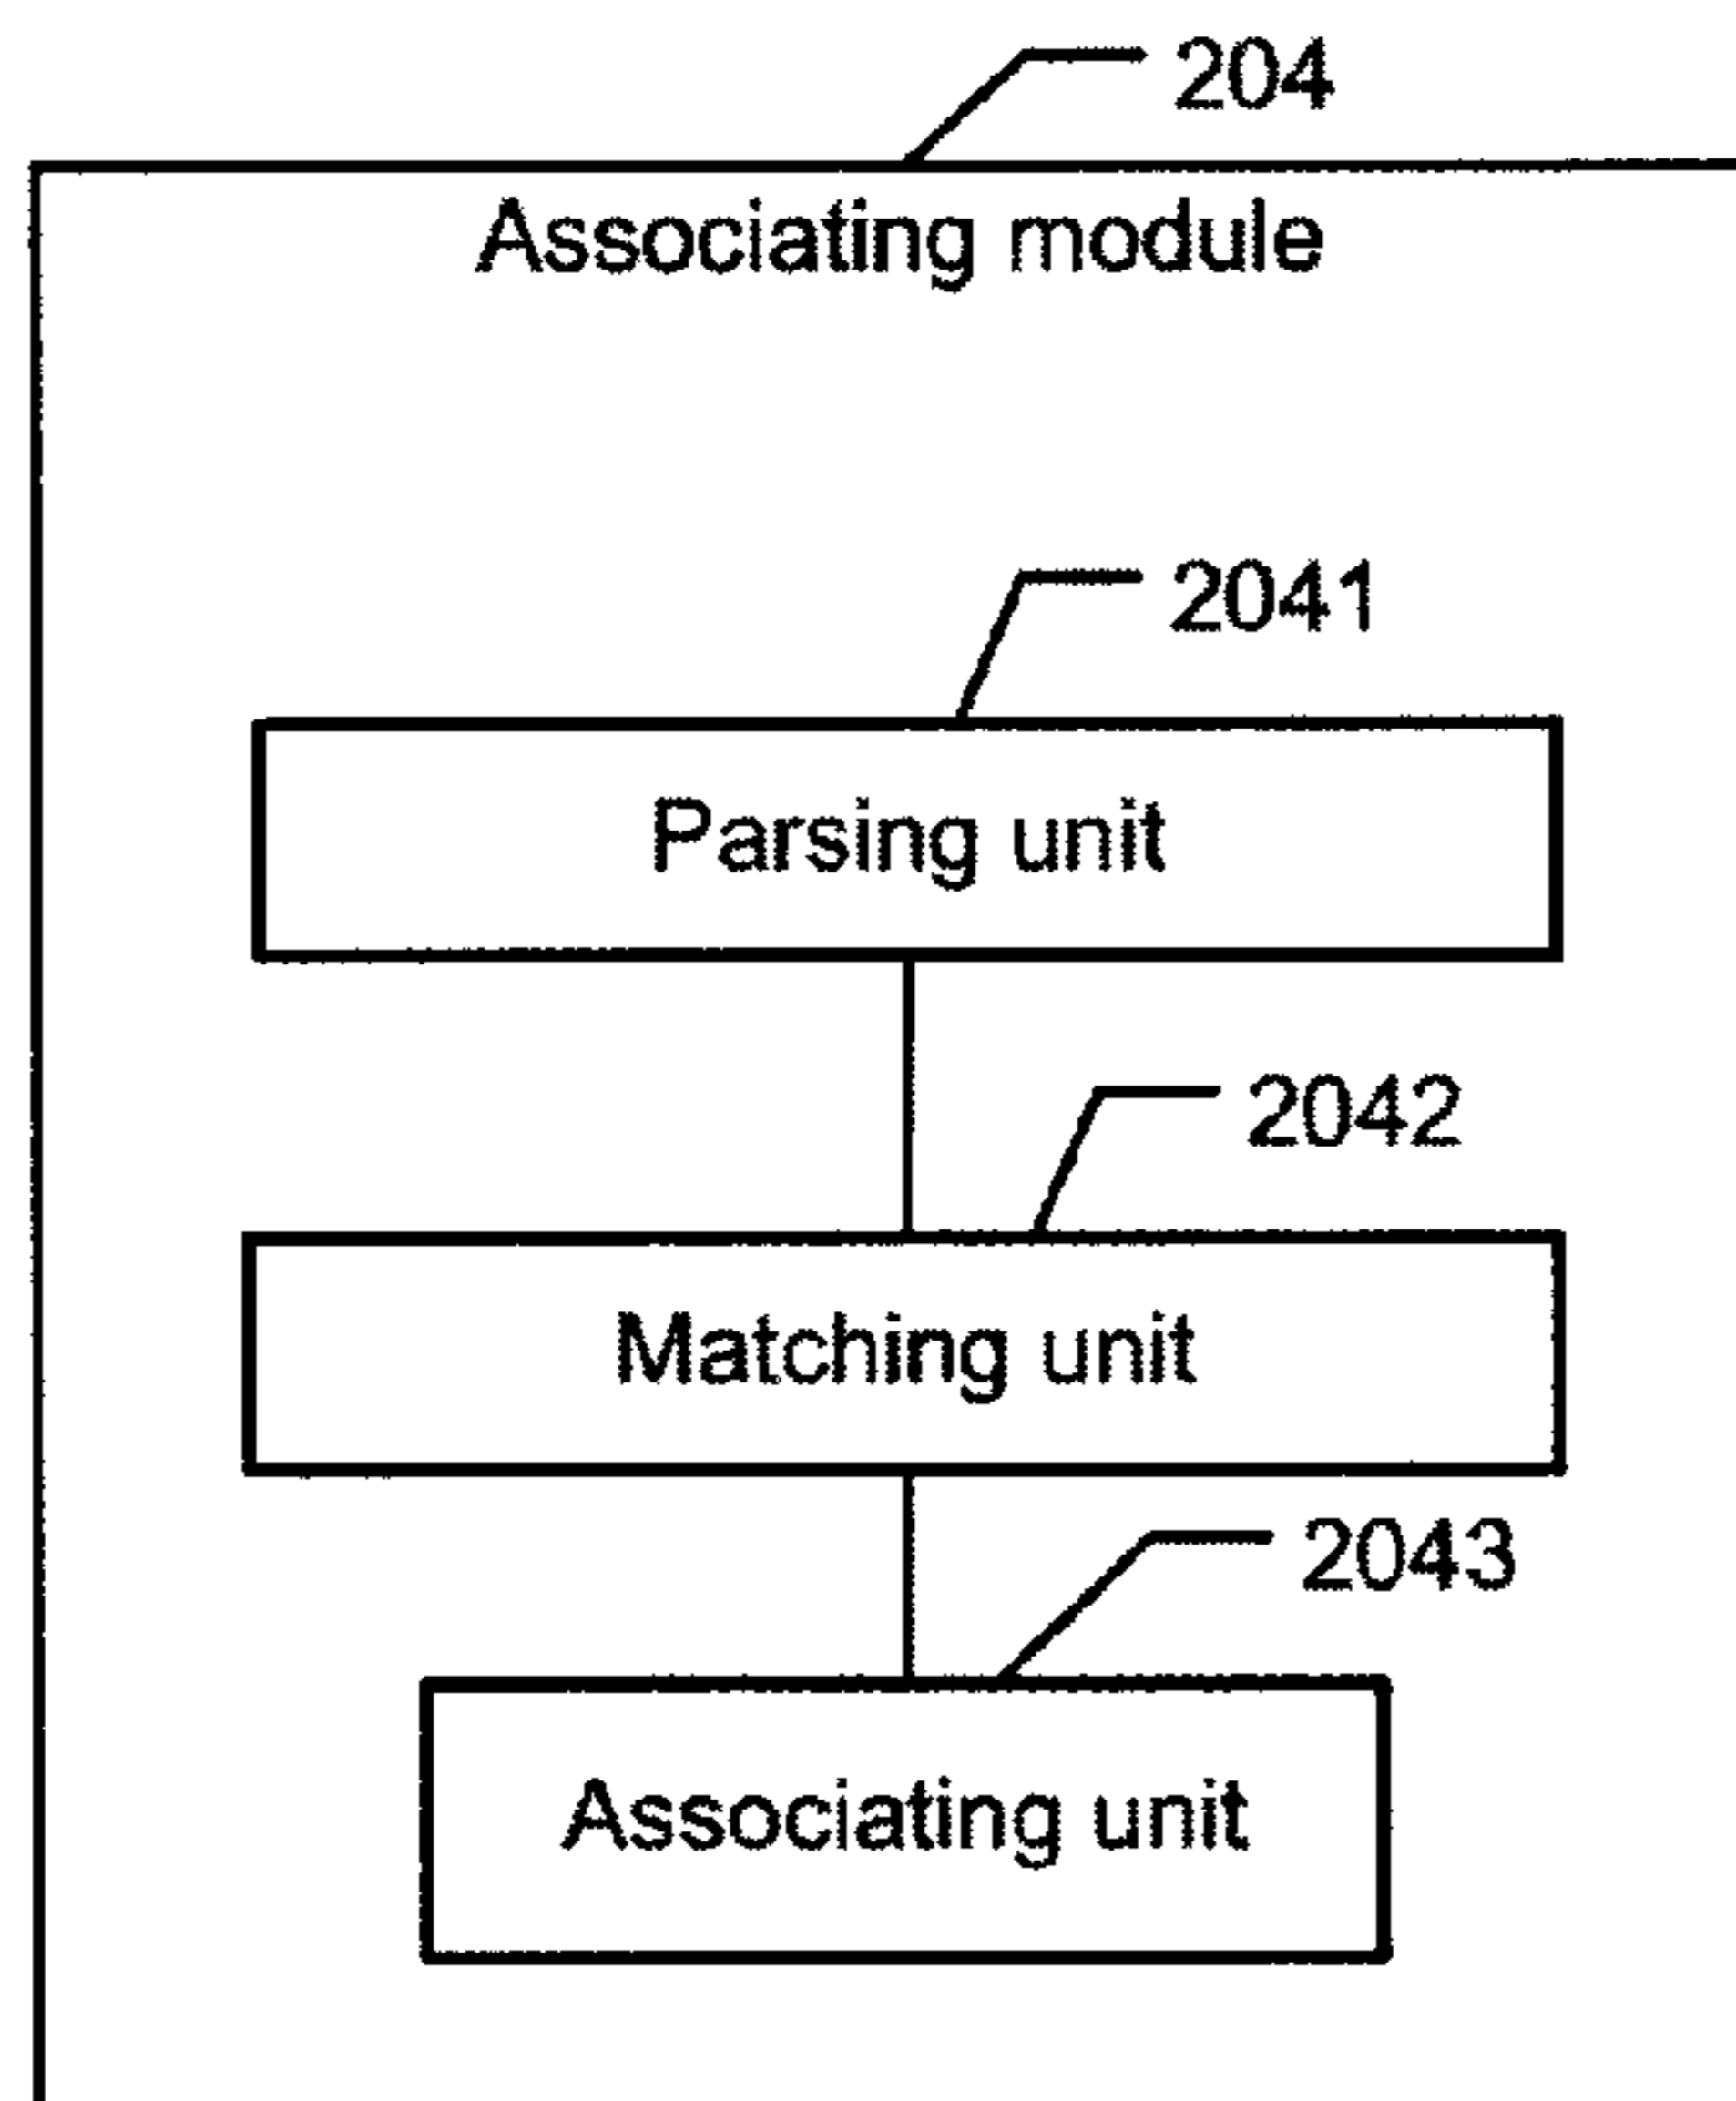 204
Associating module
2041
Parsing unit
2042
Matching unit
2043
Associating unit